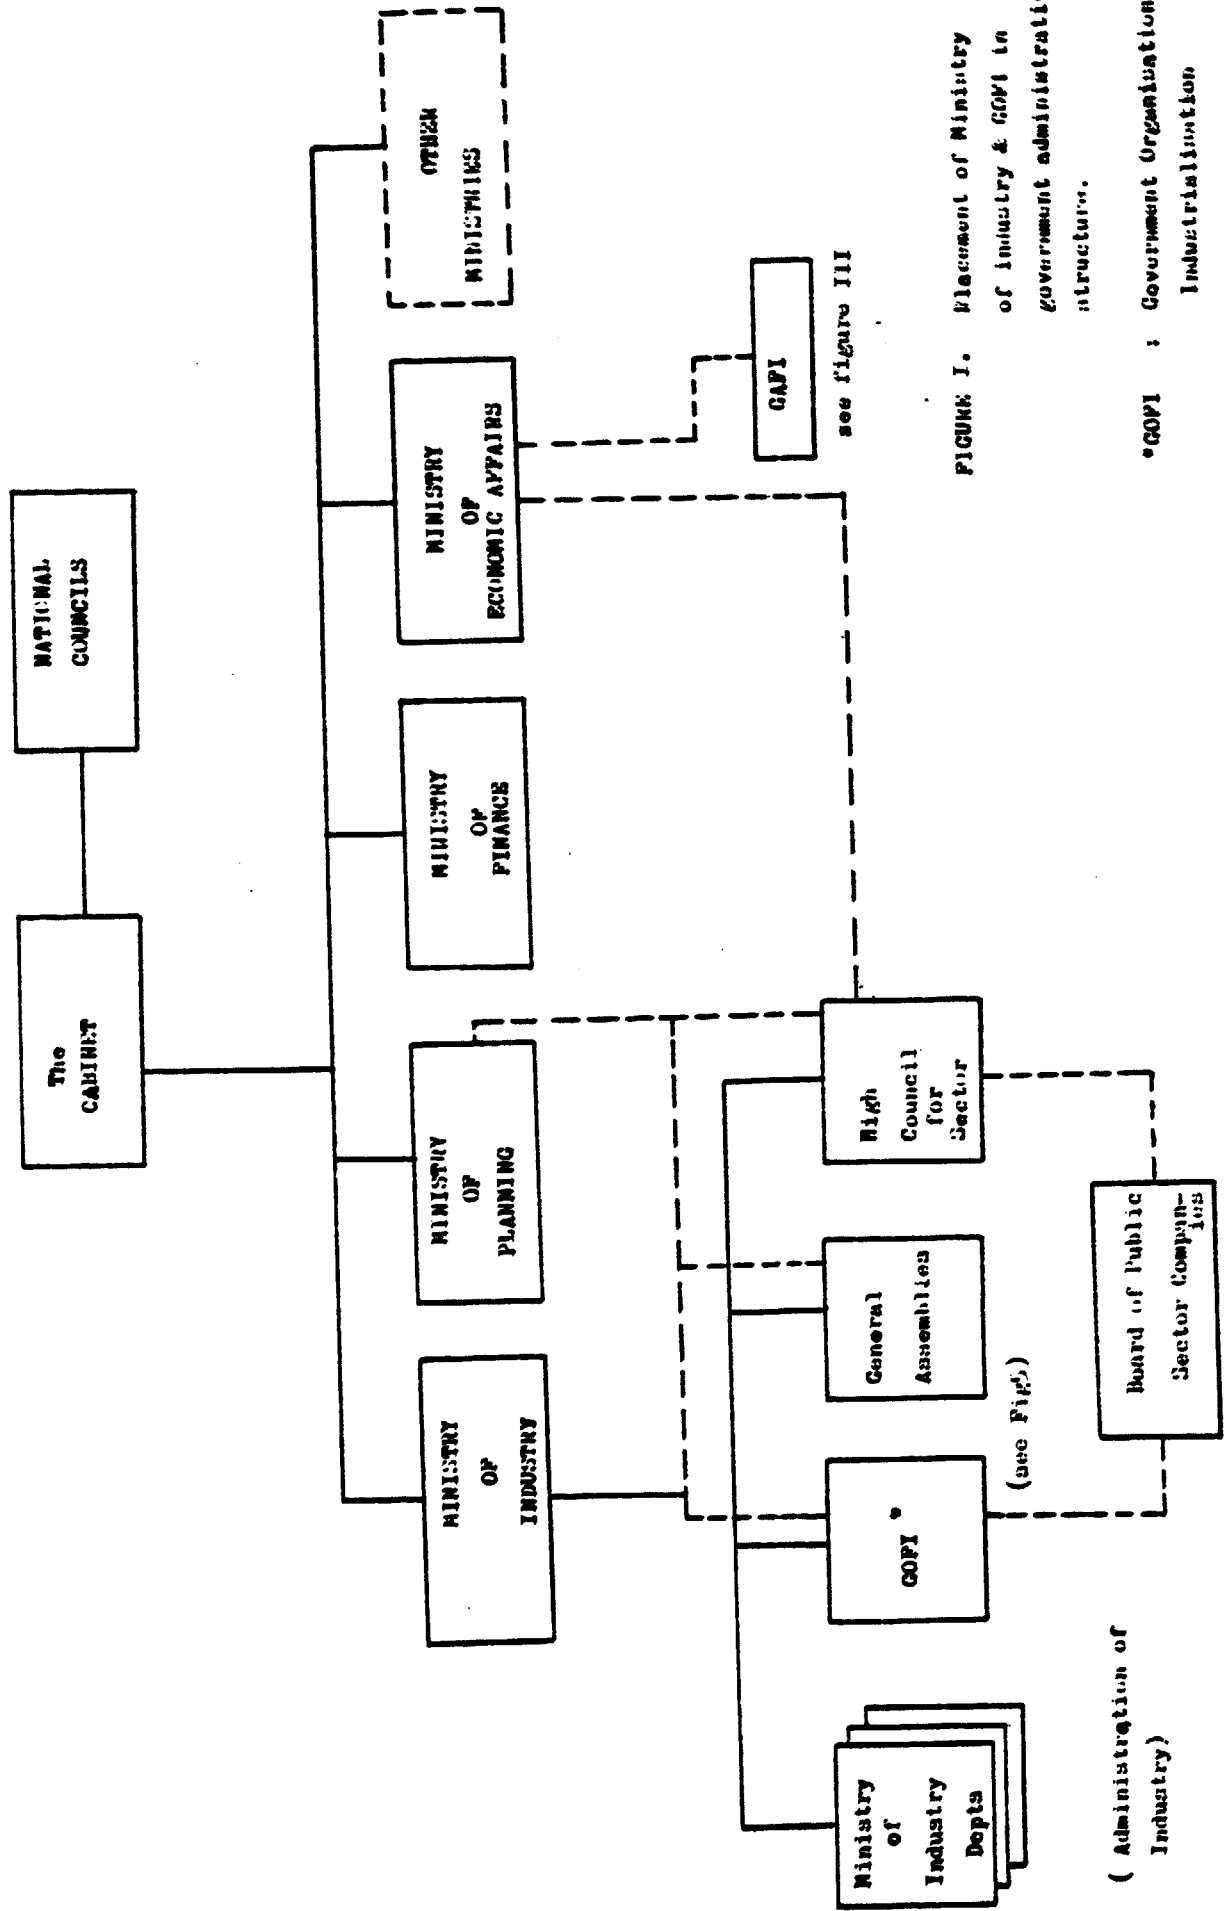 NATIONAL
COUNCILS
The
CABINET
MINISTRY
OF
INDUSTRY
MINISTRY
OF
PLANNING
MINISTRY
OF
FINANCE
MINISTRY
OF
ECONOMIC AFFAIRS
OTHER
MINISTRIES
GAFI
see figure III
Ministry
of
Industry
Depts
GOFI *
General
Assemblies
High
Council
for
Sector
(see Fig5)
Board of Public
Sector Compan-
ies
( Administration of
Industry)
FIGURE I. Placement of Ministry
of industry & GOFI in
government administrati
structure.
*GOFI : Government Organisation
Industrialisation